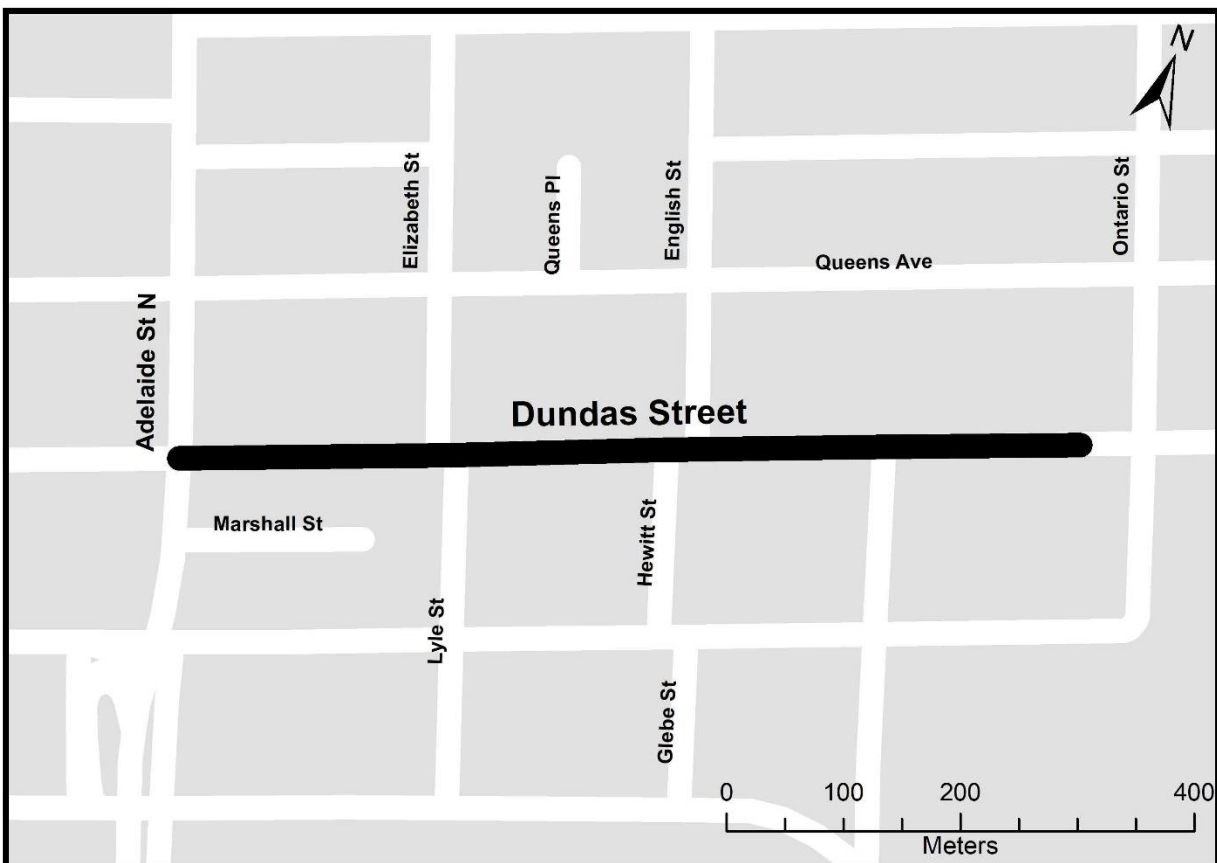 N
Elizabeth St
Queens Pl
English St
Ontario St
Queens Ave
Adelaide St N
Dundas Street
Marshall St
Hewitt St
Lyle St
Glebe St
0 100 200 400
Meters